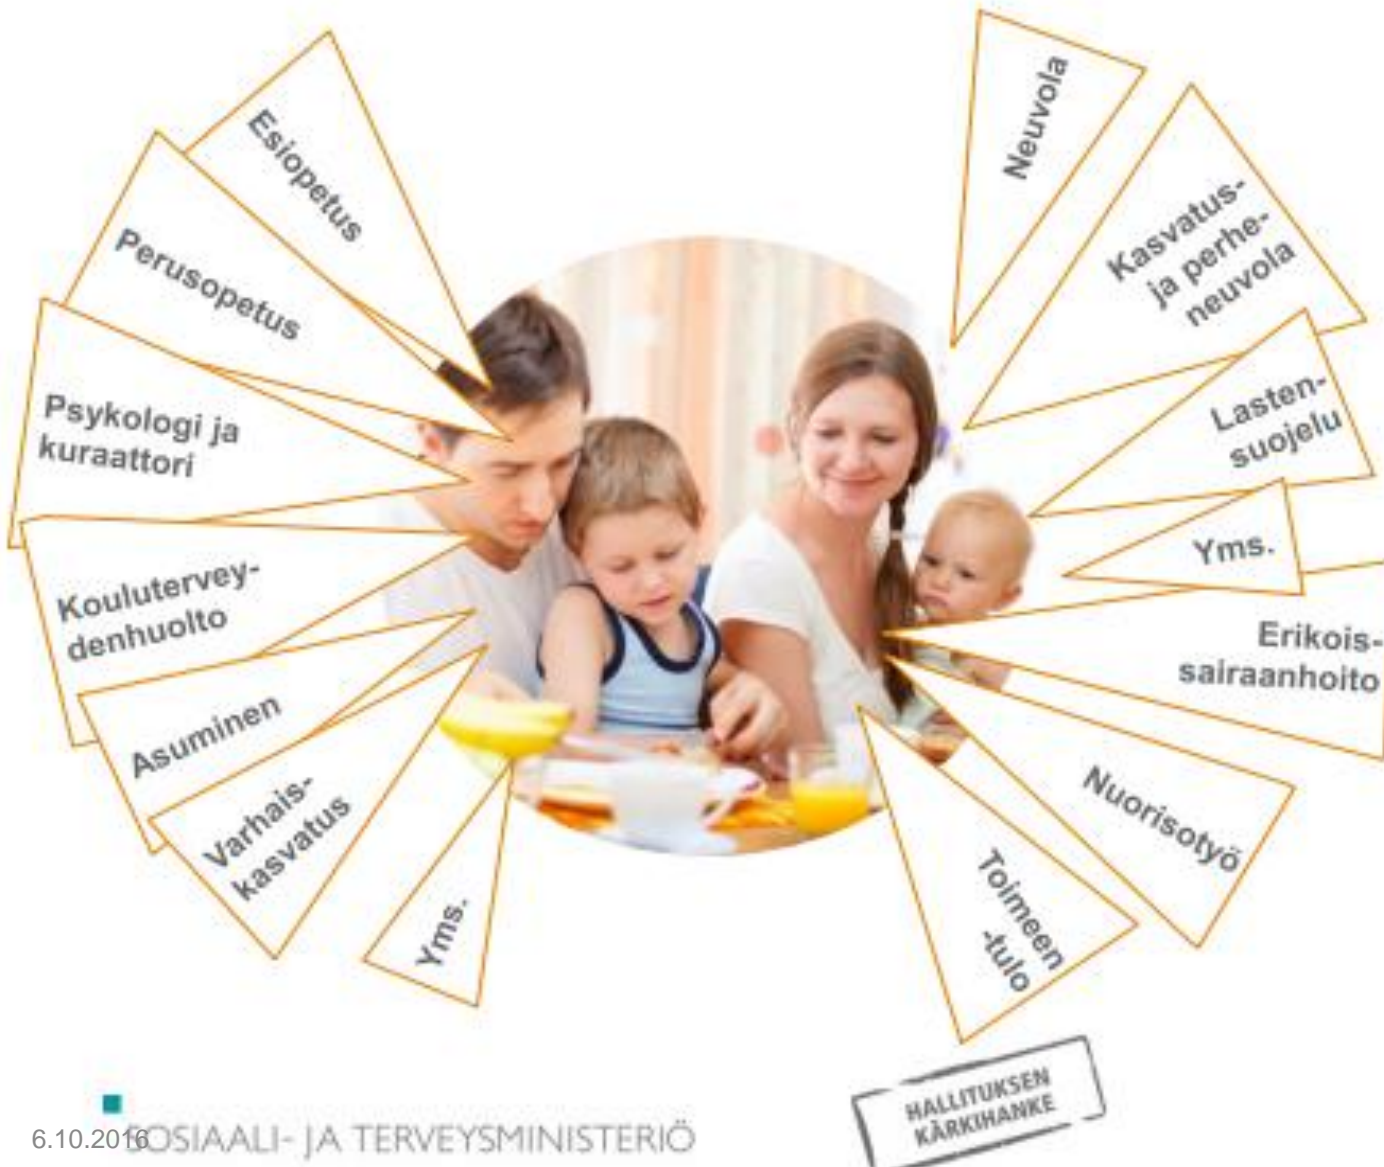 Esiopetus
Perusopetus
Psykologi ja
kuraattori
Koulutervey-
denhuolto
Asuminen
Varhais-
kasvatus
Yms.
Neuvola
Kasvatus-
ja perhe-
neuvola
Lasten-
suojelu
Yms.
Erikois-
sairaanhoito
Nuorisotyö
Toimeen
-tulo
HALLITUKSEN
KÄRKIHANKE
6.10.2016
SOSIAALI- JA TERVEYSMINISTERIÖ